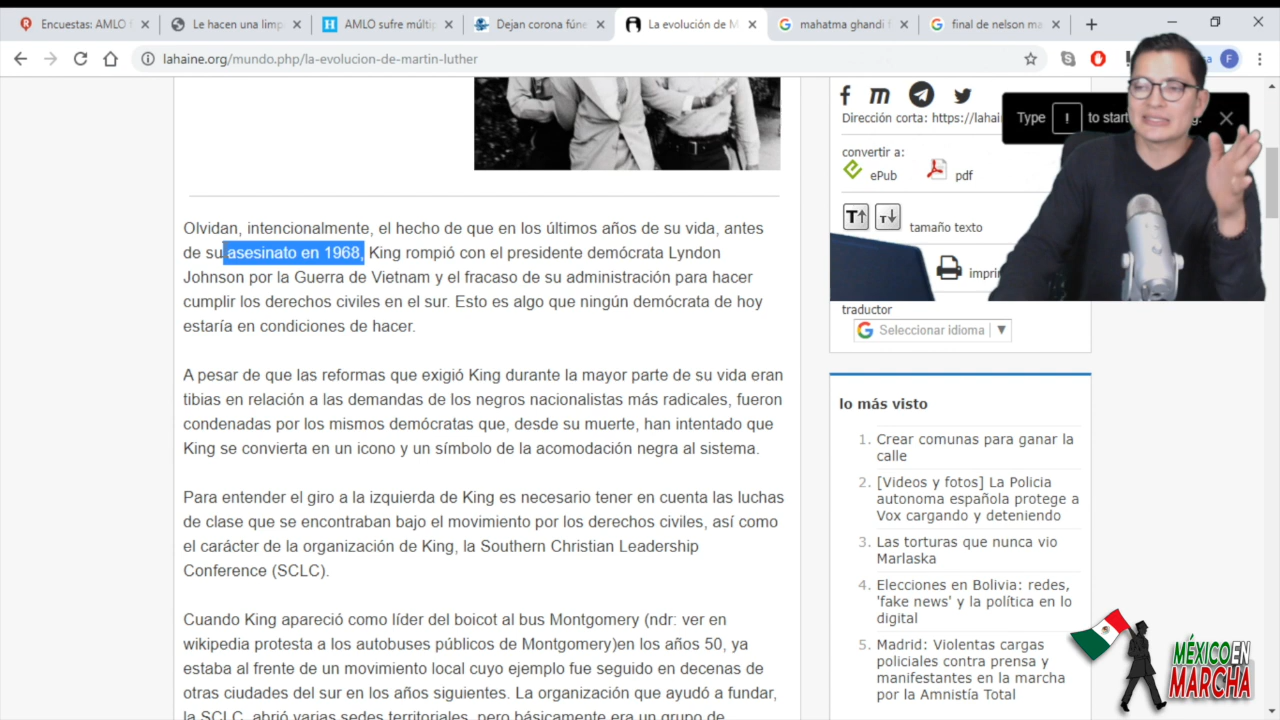 Encuestas: AMLO
Le hacen una limp
AMLO sufre múltip
Dejan corona fúne
La evolución de M
mahatma ghandi f
final de nelson ma
lahaine.org/mundo.php/la-evolucion-de-martin-luther
F
Dirección corta: https://lahai
Type ! to start
convertir a:
ePub
pdf
tamaño texto
imprir
traductor
Seleccionar idioma
Olvidan, intencionalmente, el hecho de que en los últimos años de su vida, antes
de su asesinato en 1968, King rompió con el presidente demócrata Lyndon
Johnson por la Guerra de Vietnam y el fracaso de su administración para hacer
cumplir los derechos civiles en el sur. Esto es algo que ningún demócrata de hoy
estaría en condiciones de hacer.
A pesar de que las reformas que exigió King durante la mayor parte de su vida eran
tibias en relación a las demandas de los negros nacionalistas más radicales, fueron
condenadas por los mismos demócratas que, desde su muerte, han intentado que
King se convierta en un icono y un símbolo de la acomodación negra al sistema.
Para entender el giro a la izquierda de King es necesario tener en cuenta las luchas
de clase que se encontraban bajo el movimiento por los derechos civiles, así como
el carácter de la organización de King, la Southern Christian Leadership
Conference (SCLC).
Cuando King apareció como líder del boicot al bus Montgomery (ndr: ver en
wikipedia protesta a los autobuses públicos de Montgomery)en los años 50, ya
estaba al frente de un movimiento local cuyo ejemplo fue seguido en decenas de
otras ciudades del sur en los años siguientes. La organización que ayudó a fundar,
la SCLC, abrió varias sedes territoriales, pero básicamente era un grupo de
lo más visto
1. Crear comunas para ganar la
calle
2. [Videos y fotos] La Policia
autonoma española protege a
Vox cargando y deteniendo
3. Las torturas que nunca vio
Marlaska
4. Elecciones en Bolivia: redes,
'fake news' y la política en lo
digital
5. Madrid: Violentas cargas
policiales contra prensa y
manifestantes en la marcha
por la Amnistía Total
MÉXICO EN
MARCHA